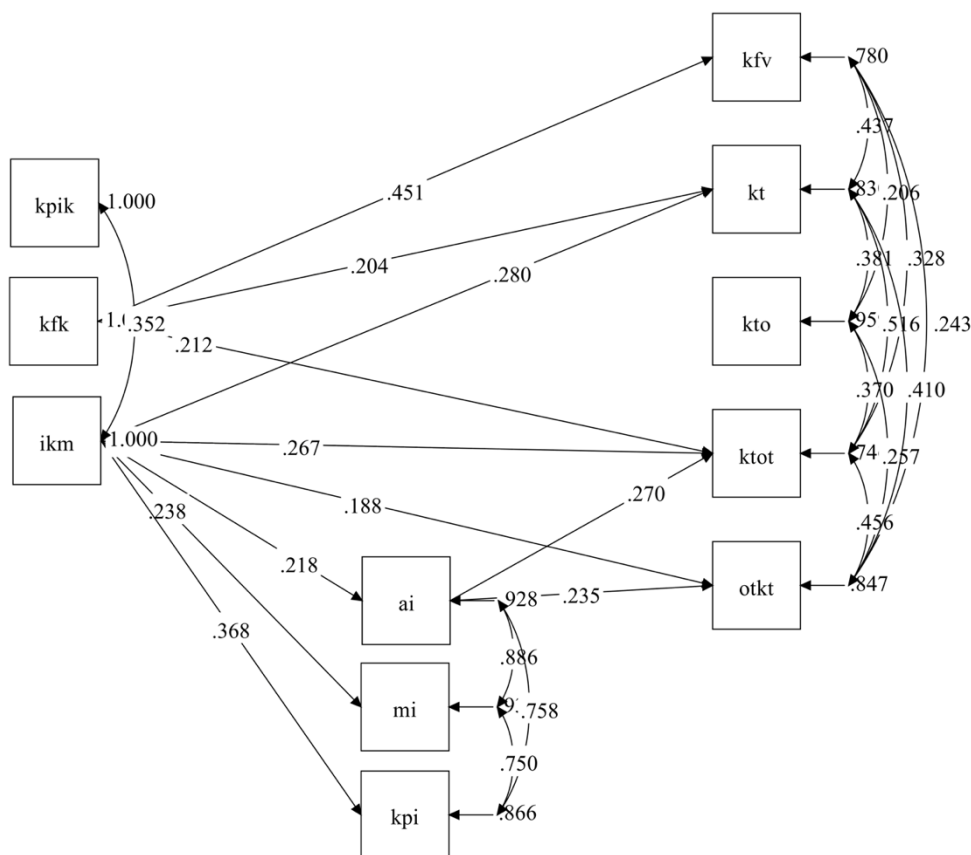 kfv
.780
.437
kpik
1.000
kt
.206
.451
.204
.280
.381
.328
kfk
.352
kto
.516
.243
.212
.370
.410
ikm
1.000
.267
ktot
.257
.270
.238
.188
.456
.218
ai
.928
.235
otkt
.847
.368
.886
mi
.758
.750
kpi
.866